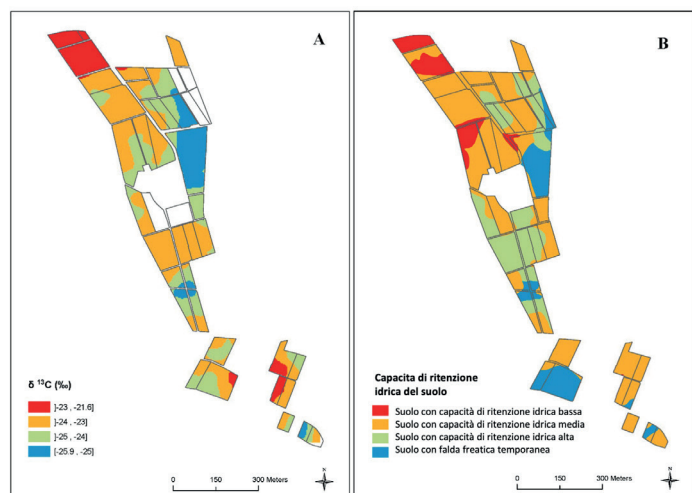 A
δ ¹³C (‰)
]-23 , -21.6]
]-24 , -23]
]-25 , -24]
]-25.9 , -25]
0 150 300 Meters
N
B
Capacita di ritenzione
idrica del suolo
Suolo con capacità di ritenzione idrica bassa
Suolo con capacità di ritenzione idrica media
Suolo con capacità di ritenzione idrica alta
Suolo con falda freatica temporanea
0 150 300 Meters
N